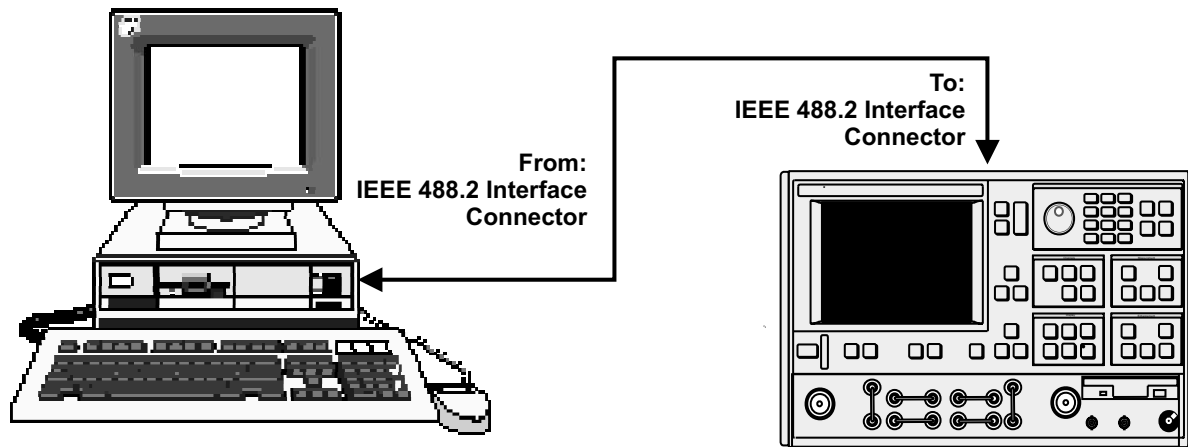 To:
IEEE 488.2 Interface
Connector
From:
IEEE 488.2 Interface
Connector